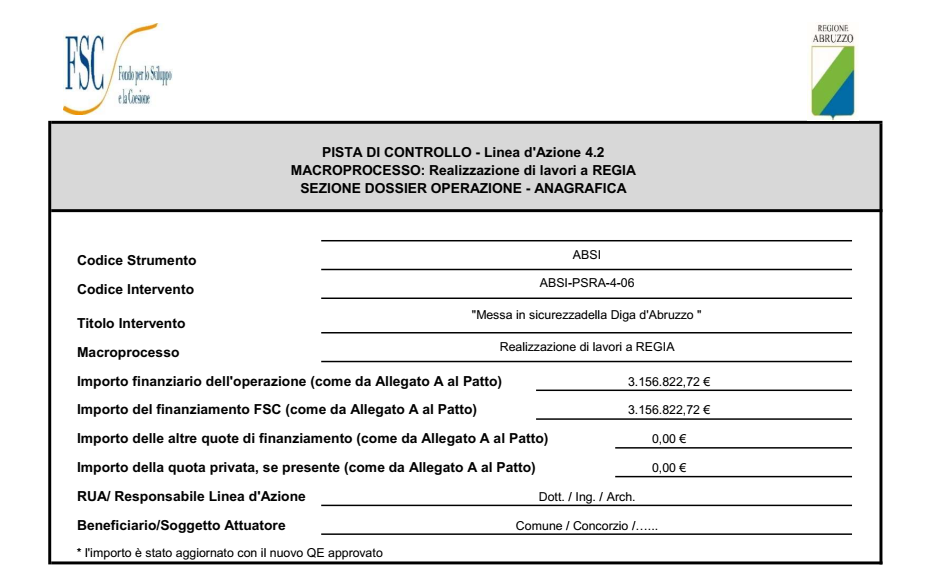 FSC
Fondo per lo Sviluppo
e la Coesione
REGIONE
ABRUZZO
PISTA DI CONTROLLO - Linea d'Azione 4.2
MACROPROCESSO: Realizzazione di lavori a REGIA
SEZIONE DOSSIER OPERAZIONE - ANAGRAFICA
Codice Strumento ABSI
Codice Intervento ABSI-PSRA-4-06
Titolo Intervento "Messa in sicurezzadella Diga d'Abruzzo "
Macroprocesso Realizzazione di lavori a REGIA
Importo finanziario dell'operazione (come da Allegato A al Patto) 3.156.822,72 €
Importo del finanziamento FSC (come da Allegato A al Patto) 3.156.822,72 €
Importo delle altre quote di finanziamento (come da Allegato A al Patto) 0,00 €
Importo della quota privata, se presente (come da Allegato A al Patto) 0,00 €
RUA/ Responsabile Linea d'Azione Dott. / Ing. / Arch.
Beneficiario/Soggetto Attuatore Comune / Concorzio /…...
* l'importo è stato aggiornato con il nuovo QE approvato